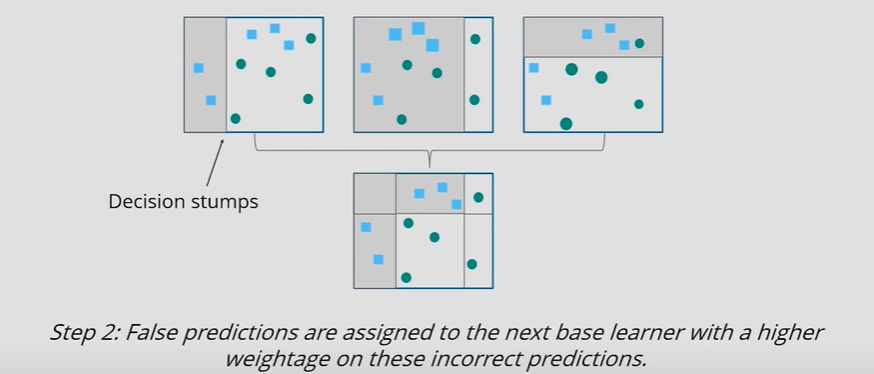 Decision stumps
Step 2: False predictions are assigned to the next base learner with a higher
weightage on these incorrect predictions.